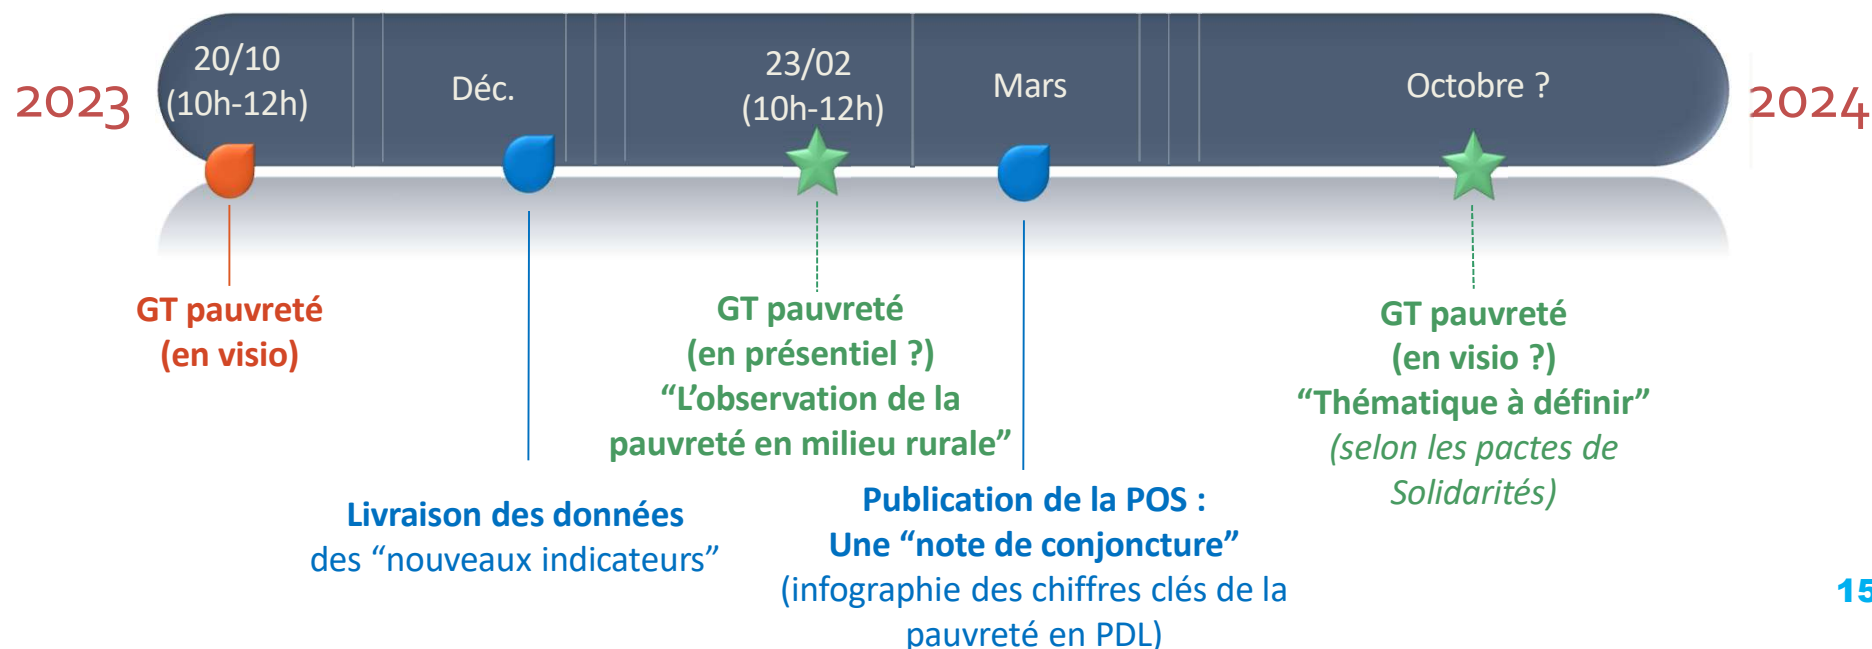 2023
20/10
(10h-12h)
Déc.
23/02
(10h-12h)
Mars
Octobre ?
2024
GT pauvreté
(en visio)
Livraison des données
des “nouveaux indicateurs”
GT pauvreté
(en présentiel ?)
“L’observation de la
pauvreté en milieu rurale”
Publication de la POS :
Une “note de conjoncture”
(infographie des chiffres clés de la
pauvreté en PDL)
GT pauvreté
(en visio ?)
“Thématique à définir”
(selon les pactes de
Solidarités)
15